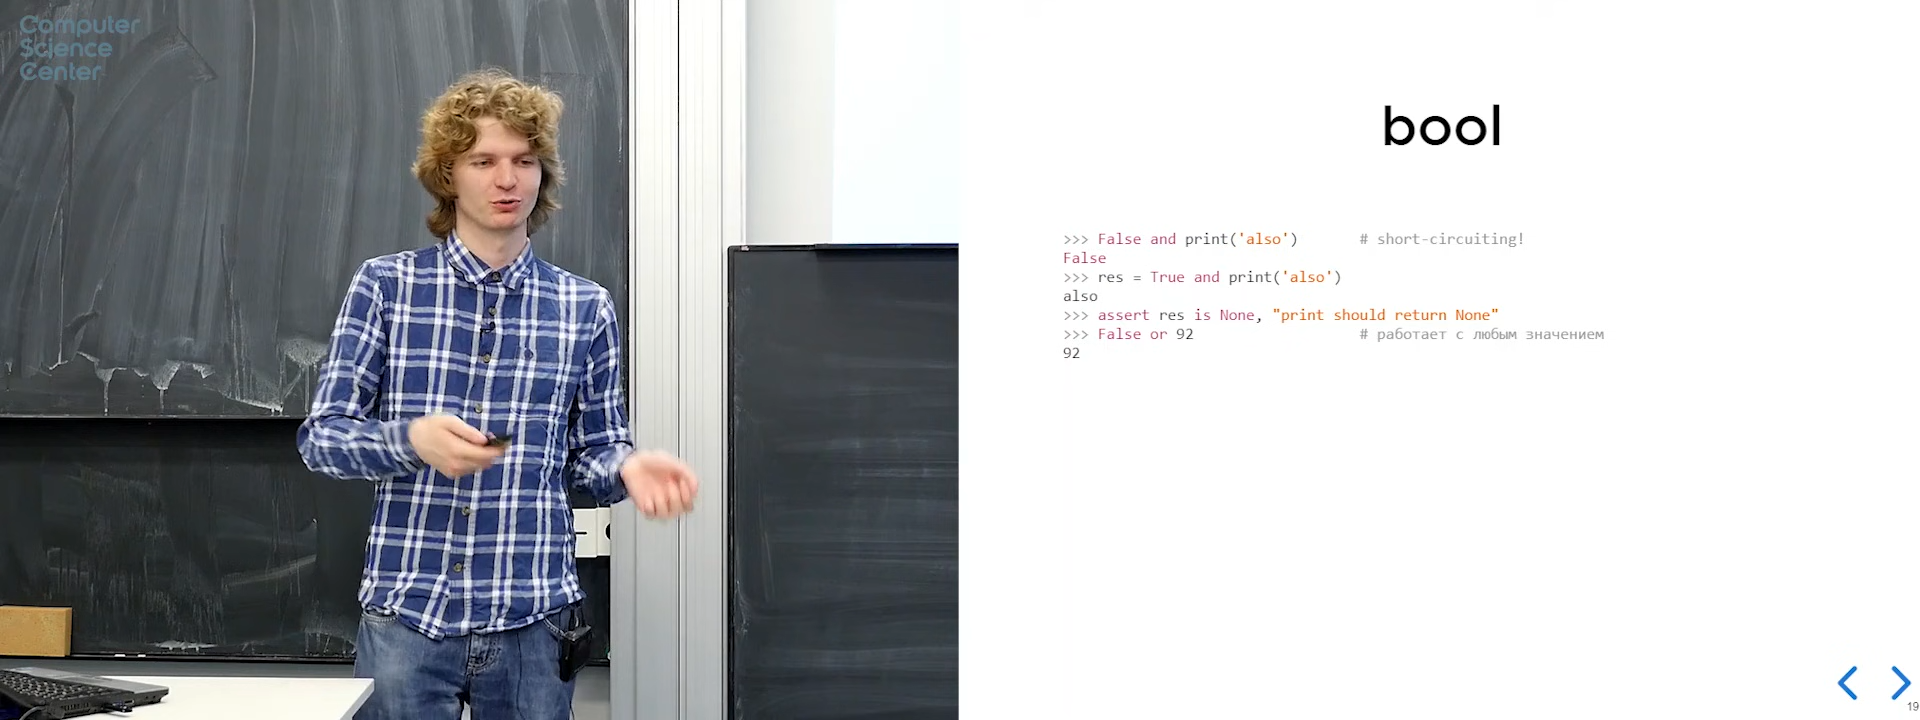 Computer
Science
Center
bool
>>> False and print('also')       # short-circuiting!
False
>>> res = True and print('also')
also
>>> assert res is None, "print should return None"
>>> False or 92                   # работает с любым значением
92
19